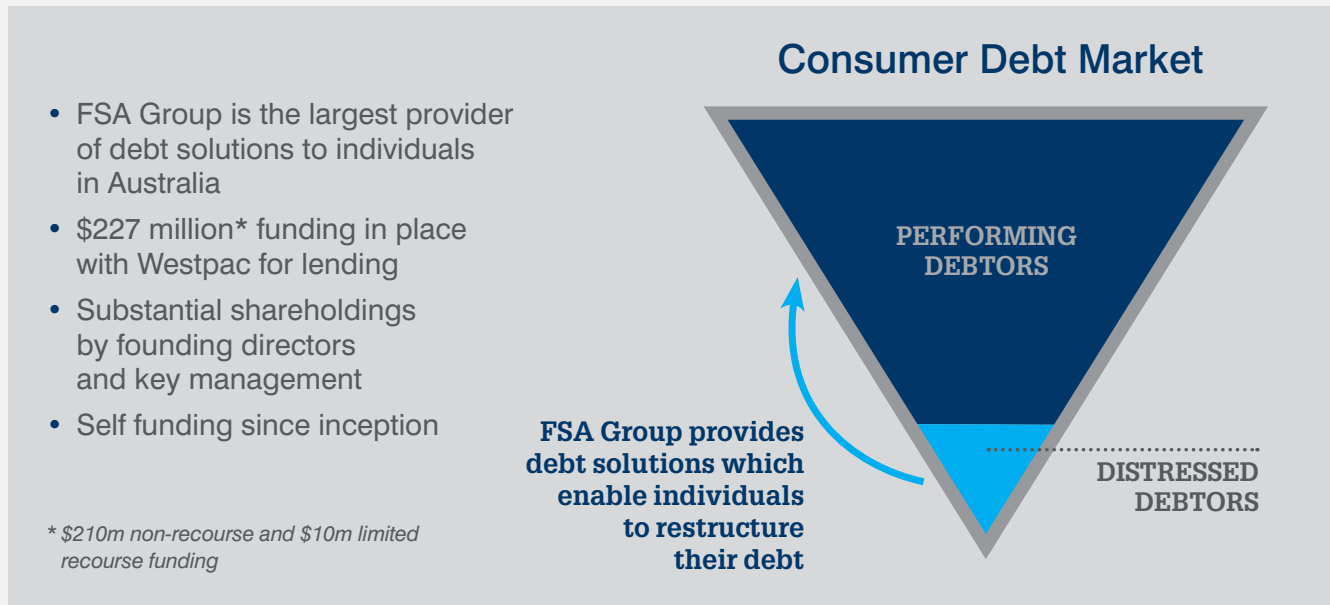 Consumer Debt Market
• FSA Group is the largest provider
of debt solutions to individuals
in Australia
• $227 million* funding in place
with Westpac for lending
• Substantial shareholdings
by founding directors
and key management
• Self funding since inception
* $210m non-recourse and $10m limited
recourse funding
PERFORMING
DEBTORS
FSA Group provides
debt solutions which
enable individuals
to restructure
their debt
DISTRESSED
DEBTORS